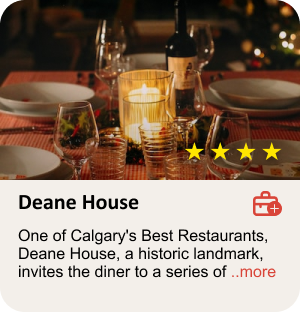 Deane House
One of Calgary's Best Restaurants,
Deane House, a historic landmark,
invites the diner to a series of ..more